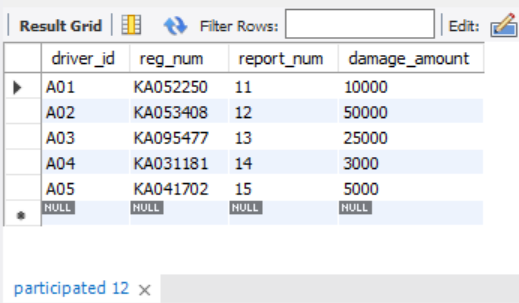 Result Grid Filter Rows: Edit:
driver_id reg_num report_num damage_amount
A01 KA052250 11 10000
A02 KA053408 12 50000
A03 KA095477 13 25000
A04 KA031181 14 3000
A05 KA041702 15 5000
NULL NULL NULL NULL
participated 12